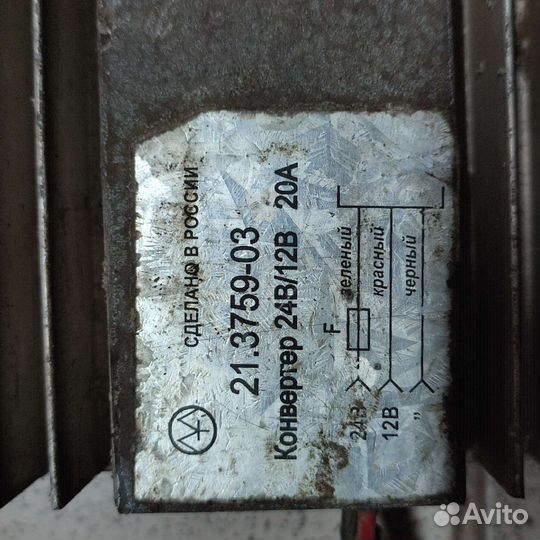 СДЕЛАНО В РОССИИ
21.3759-03
Конвертер 24В/12В 20А
F
24В зеленый
12В красный
„ черный
Avito